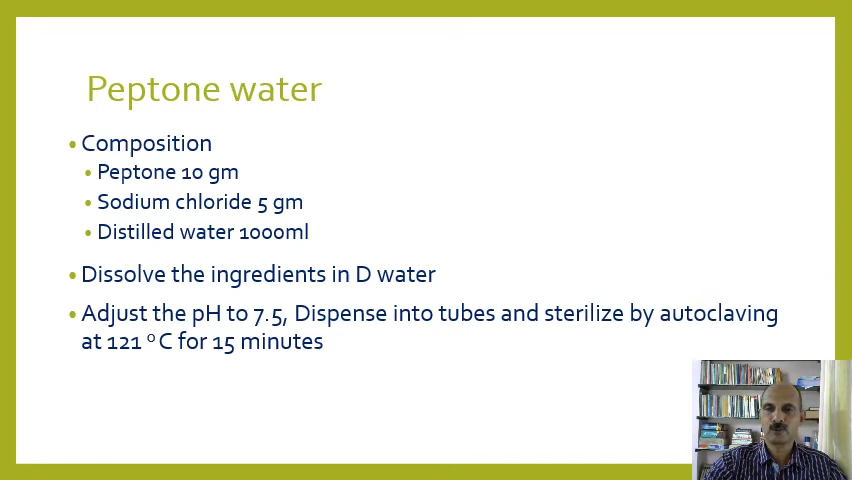 Peptone water
• Composition
• Peptone 10 gm
• Sodium chloride 5 gm
• Distilled water 1000ml
• Dissolve the ingredients in D water
• Adjust the pH to 7.5, Dispense into tubes and sterilize by autoclaving
at 121 ᵒ C for 15 minutes